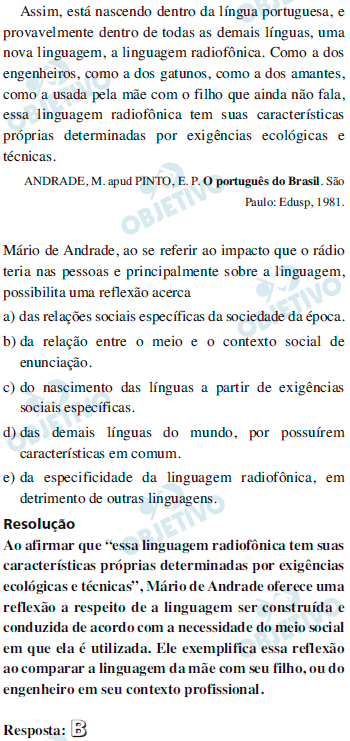 Assim, está nascendo dentro da língua portuguesa, e
provavelmente dentro de todas as demais línguas, uma
nova linguagem, a linguagem radiofônica. Como a dos
engenheiros, como a dos gatunos, como a dos amantes,
como a usada pela mãe com o filho que ainda não fala,
essa linguagem radiofônica tem suas características
próprias determinadas por exigências ecológicas e
técnicas.
ANDRADE, M. apud PINTO, E. P. O português do Brasil. São
Paulo: Edusp, 1981.
Mário de Andrade, ao se referir ao impacto que o rádio
teria nas pessoas e principalmente sobre a linguagem,
possibilita uma reflexão acerca
a) das relações sociais específicas da sociedade da época.
b) da relação entre o meio e o contexto social de
enunciação.
c) do nascimento das línguas a partir de exigências
sociais específicas.
d) das demais línguas do mundo, por possuírem
características em comum.
e) da especificidade da linguagem radiofônica, em
detrimento de outras linguagens.
Resolução
Ao afirmar que “essa linguagem radiofônica tem suas
características próprias determinadas por exigências
ecológicas e técnicas”, Mário de Andrade oferece uma
reflexão a respeito de a linguagem ser construída e
conduzida de acordo com a necessidade do meio social
em que ela é utilizada. Ele exemplifica essa reflexão
ao comparar a linguagem da mãe com seu filho, ou do
engenheiro em seu contexto profissional.
Resposta: B
OBJETIVO
OBJETIVO
OBJETIVO
OBJETIVO
OBJETIVO
OBJETIVO
OBJETIVO
OBJETIVO